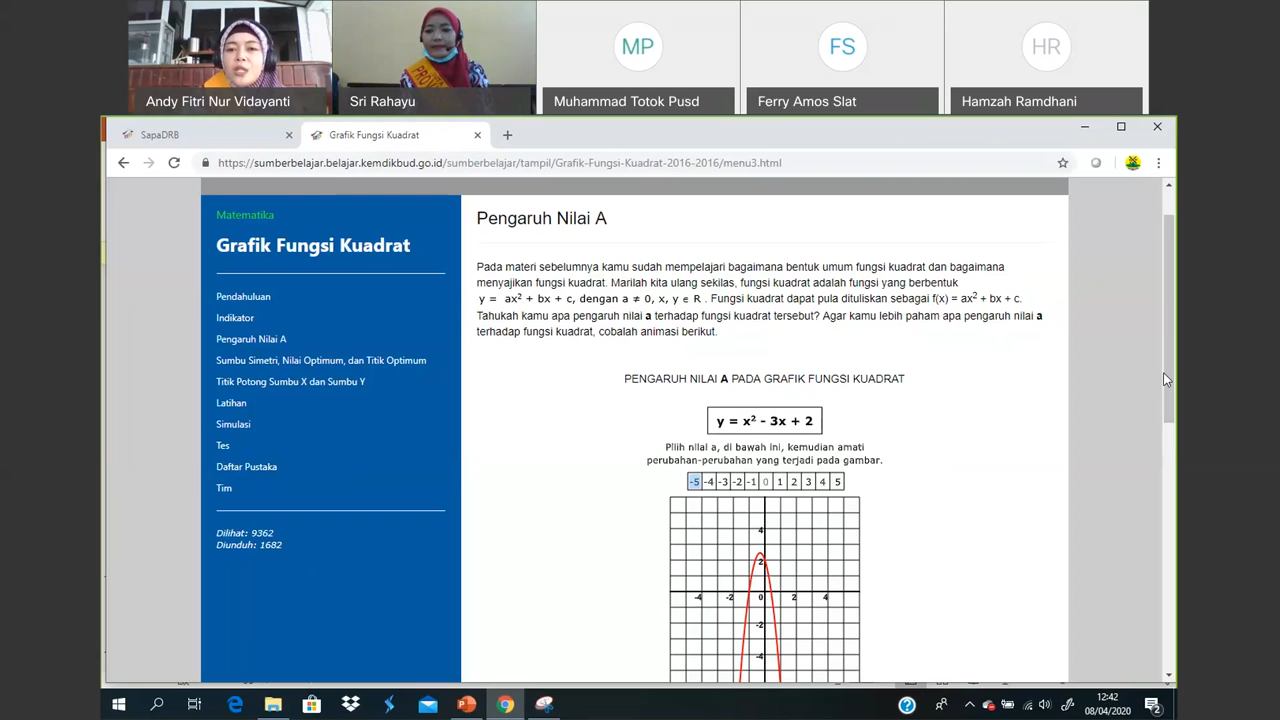 PROVI
MP
FS
HR
Andy Fitri Nur Vidayanti
Sri Rahayu
Muhammad Totok Pusd
Ferry Amos Slat
Hamzah Ramdhani
SapaDRB
Grafik Fungsi Kuadrat
https://sumberbelajar.belajar.kemdikbud.go.id/sumberbelajar/tampil/Grafik-Fungsi-Kuadrat-2016-2016/menu3.html
Matematika
Grafik Fungsi Kuadrat
Pendahuluan
Indikator
Pengaruh Nilai A
Sumbu Simetri, Nilai Optimum, dan Titik Optimum
Titik Potong Sumbu X dan Sumbu Y
Latihan
Simulasi
Tes
Daftar Pustaka
Tim
Dilihat: 9362
Diunduh: 1682
Pengaruh Nilai A
Pada materi sebelumnya kamu sudah mempelajari bagaimana bentuk umum fungsi kuadrat dan bagaimana
menyajikan fungsi kuadrat. Marilah kita ulang sekilas, fungsi kuadrat adalah fungsi yang berbentuk
y = ax² + bx + c, dengan a ≠ 0, x, y ∈ R . Fungsi kuadrat dapat pula dituliskan sebagai f(x) = ax² + bx + c.
Tahukah kamu apa pengaruh nilai a terhadap fungsi kuadrat tersebut? Agar kamu lebih paham apa pengaruh nilai a
terhadap fungsi kuadrat, cobalah animasi berikut.
PENGARUH NILAI A PADA GRAFIK FUNGSI KUADRAT
y = x² - 3x + 2
Pilih nilai a, di bawah ini, kemudian amati
perubahan-perubahan yang terjadi pada gambar.
-5 -4 -3 -2 -1 0 1 2 3 4 5
4
2
-4 -2 0 2 4
-2
-4
12:42
08/04/2020
2